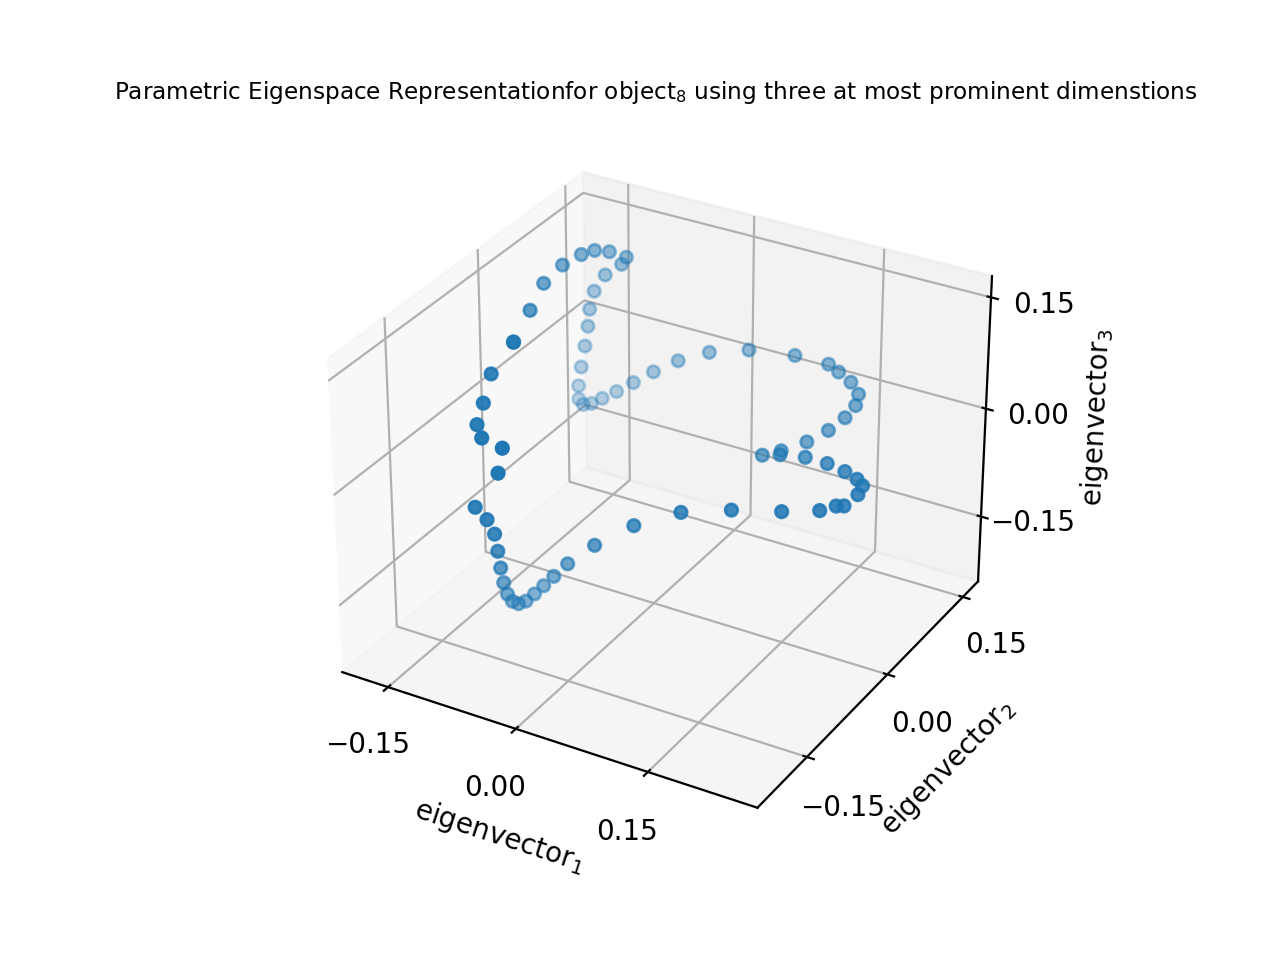 Parametric Eigenspace Representationfor object₈ using three at most prominent dimenstions
0.15
0.00
−0.15
eigenvector₃
0.15
0.00
−0.15
eigenvector₂
−0.15
0.00
0.15
eigenvector₁